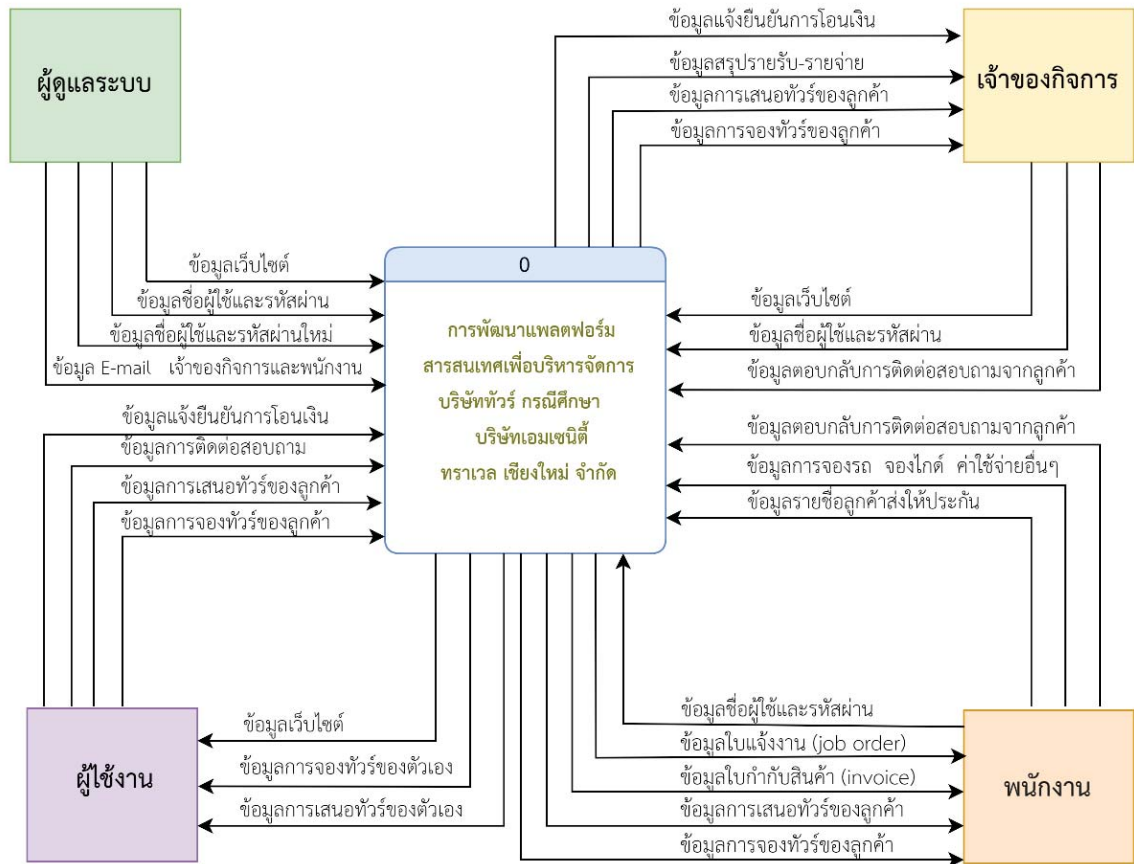 ผู้ดูแลระบบ
ข้อมูลแจ้งยืนยันการโอนเงิน
ข้อมูลสรุปรายรับ-รายจ่าย
ข้อมูลการเสนอทัวร์ของลูกค้า
ข้อมูลการจองทัวร์ของลูกค้า
เจ้าของกิจการ
ข้อมูลเว็บไซต์
ข้อมูลชื่อผู้ใช้และรหัสผ่าน
ข้อมูลชื่อผู้ใช้และรหัสผ่านใหม่
ข้อมูล E-mail เจ้าของกิจการและพนักงาน
0
การพัฒนาแพลตฟอร์ม
สารสนเทศเพื่อบริหารจัดการ
บริษัททัวร์ กรณีศึกษา
บริษัทเอมเซนิตี้
ทราเวล เชียงใหม่ จำกัด
ข้อมูลเว็บไซต์
ข้อมูลชื่อผู้ใช้และรหัสผ่าน
ข้อมูลตอบกลับการติดต่อสอบถามจากลูกค้า
ข้อมูลแจ้งยืนยันการโอนเงิน
ข้อมูลการติดต่อสอบถาม
ข้อมูลการเสนอทัวร์ของลูกค้า
ข้อมูลการจองทัวร์ของลูกค้า
ข้อมูลตอบกลับการติดต่อสอบถามจากลูกค้า
ข้อมูลการจองรถ จองไกด์ ค่าใช้จ่ายอื่นๆ
ข้อมูลรายชื่อลูกค้าส่งให้ประกัน
ผู้ใช้งาน
ข้อมูลเว็บไซต์
ข้อมูลการจองทัวร์ของตัวเอง
ข้อมูลการเสนอทัวร์ของตัวเอง
ข้อมูลชื่อผู้ใช้และรหัสผ่าน
ข้อมูลใบแจ้งงาน (job order)
ข้อมูลใบกำกับสินค้า (invoice)
ข้อมูลการเสนอทัวร์ของลูกค้า
ข้อมูลการจองทัวร์ของลูกค้า
พนักงาน